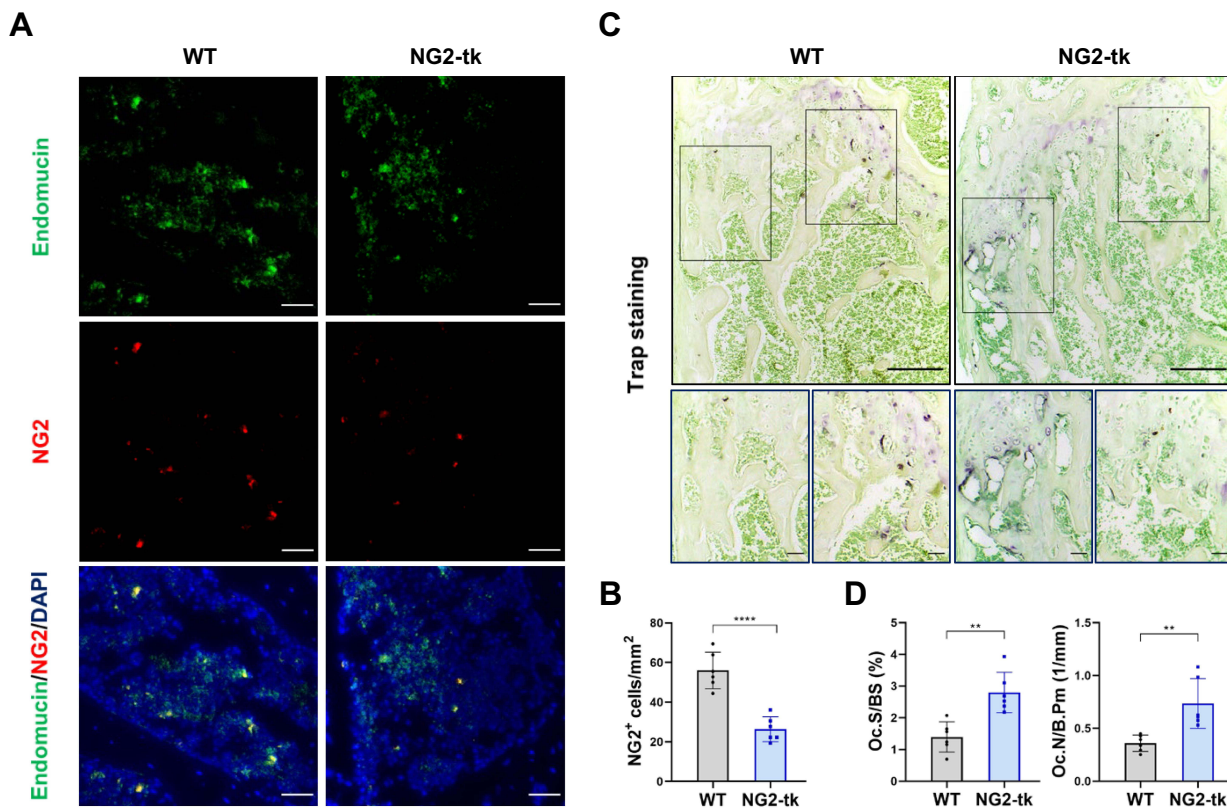 A
WT
NG2-tk
Endomucin
NG2
Endomucin/NG2/DAPI
C
WT
NG2-tk
Trap staining
B
NG2⁺ cells/mm²
80
60
40
20
0
****
WT
NG2-tk
D
Oc.S/BS (%)
5
4
3
2
1
0
**
WT
NG2-tk
Oc.N/B.Pm (1/mm)
1.5
1.0
0.5
0.0
**
WT
NG2-tk